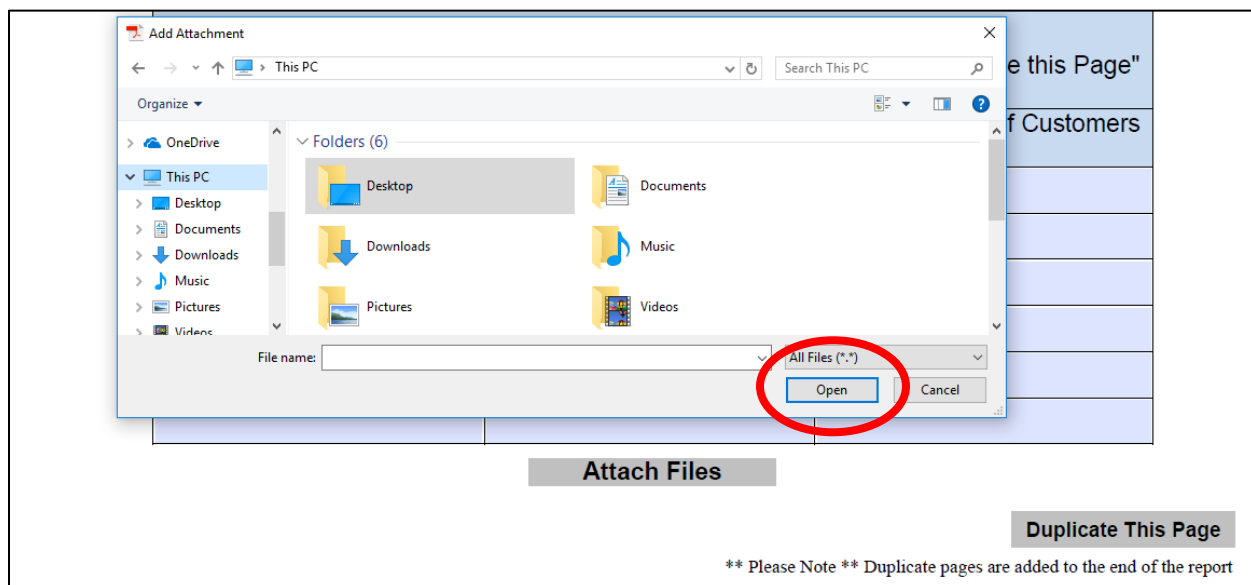 Add Attachment
This PC
Search This PC
e this Page"
Organize
f Customers
OneDrive
This PC
Desktop
Documents
Downloads
Music
Pictures
Videos
Folders (6)
Desktop
Documents
Downloads
Music
Pictures
Videos
File name:
All Files (*.*)
Open
Cancel
Attach Files
Duplicate This Page
** Please Note ** Duplicate pages are added to the end of the report